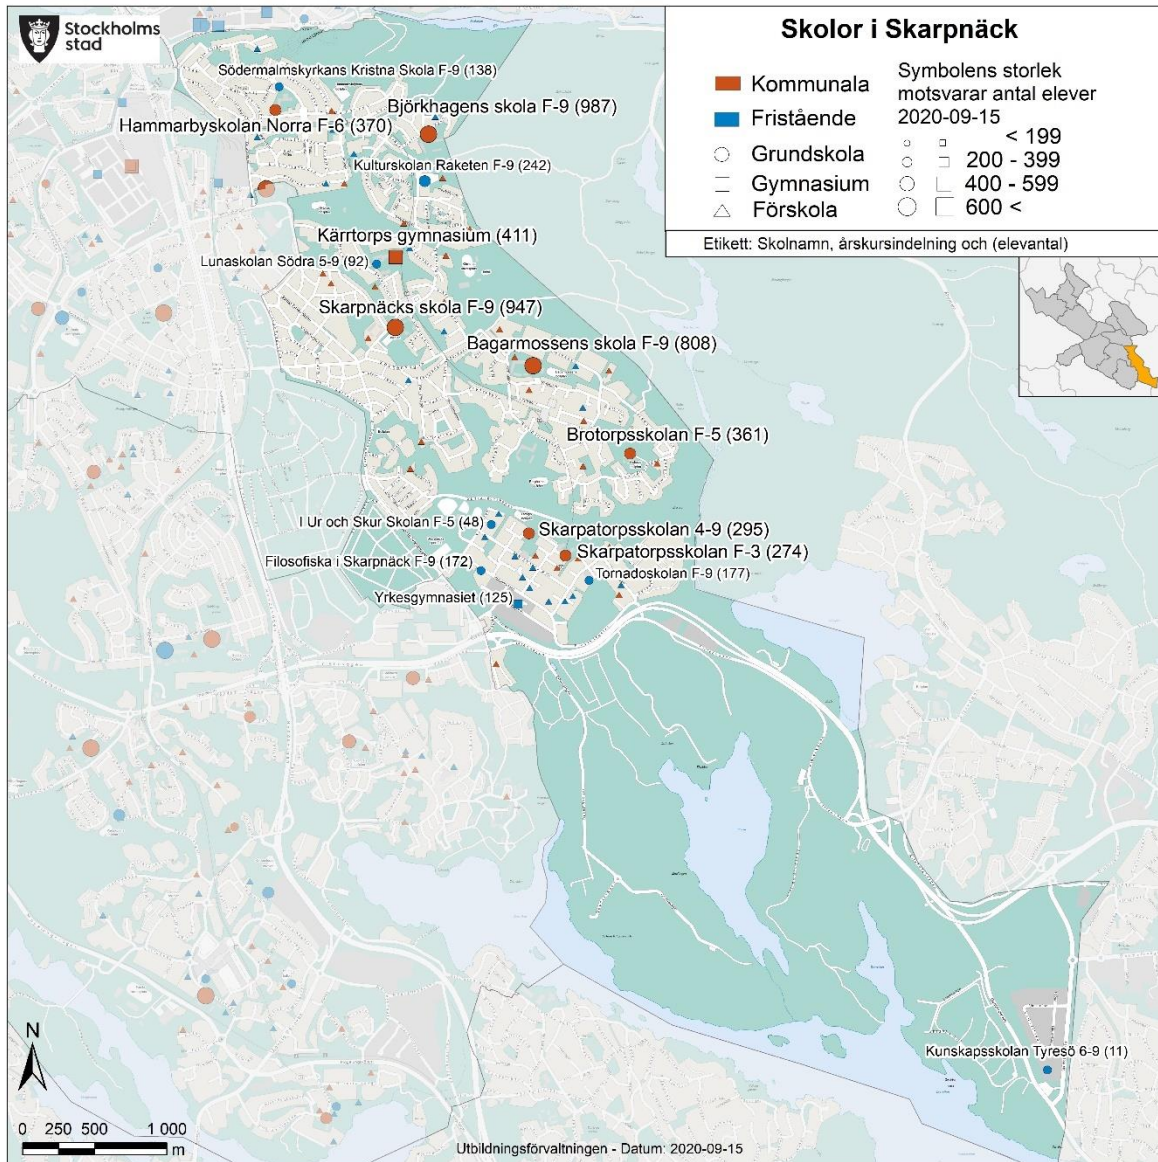 Stockholms
stad
Skolor i Skarpnäck
Kommunala
Fristående
Grundskola
Gymnasium
Förskola
Symbolens storlek
motsvarar antal elever
2020-09-15
< 199
200 - 399
400 - 599
600 <
Etikett: Skolnamn, årskursindelning och (elevantal)
Södermalmskyrkans Kristna Skola F-9 (138)
Björkhagens skola F-9 (987)
Hammarbyskolan Norra F-6 (370)
Kulturskolan Raketen F-9 (242)
Kärrtorps gymnasium (411)
Lunaskolan Södra 5-9 (92)
Skarpnäcks skola F-9 (947)
Bagarmossens skola F-9 (808)
Brotorpsskolan F-5 (361)
I Ur och Skur Skolan F-5 (48)
Skarpatorpsskolan 4-9 (295)
Skarpatorpsskolan F-3 (274)
Filosofiska i Skarpnäck F-9 (172)
Tornadoskolan F-9 (177)
Yrkesgymnasiet (125)
Kunskapsskolan Tyresö 6-9 (11)
N
0 250 500 1 000
m
Utbildningsförvaltningen - Datum: 2020-09-15